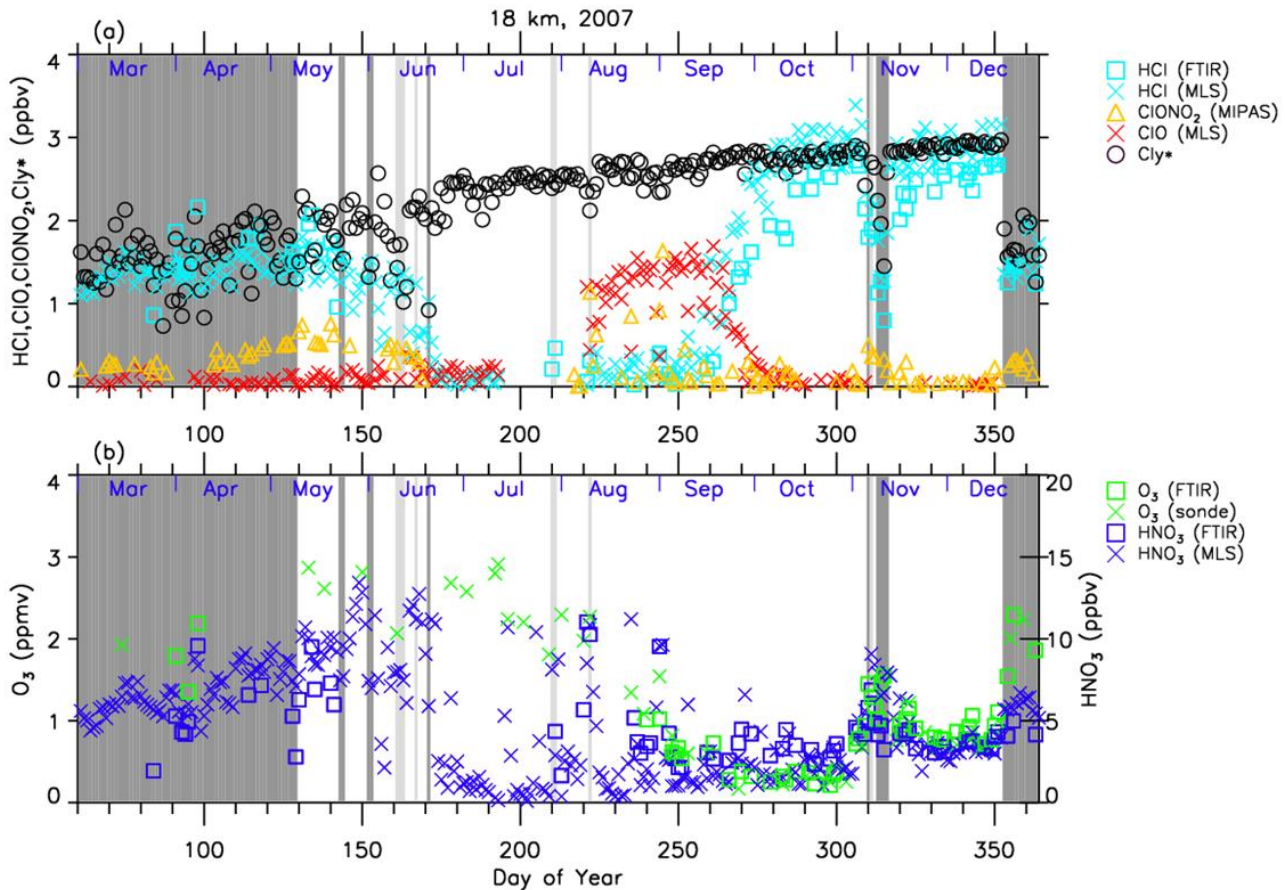 18 km, 2007
(a)
Mar Apr May Jun Jul Aug Sep Oct Nov Dec
HCl,ClO,ClONO₂,Cly* (ppbv)
4
3
2
1
0
100 150 200 250 300 350
HCl (FTIR)
HCl (MLS)
ClONO₂ (MIPAS)
ClO (MLS)
Cly*
(b)
Mar Apr May Jun Jul Aug Sep Oct Nov Dec
O₃ (ppmv)
4
3
2
1
0
20
15
10
5
0
HNO₃ (ppbv)
100 150 200 250 300 350
Day of Year
O₃ (FTIR)
O₃ (sonde)
HNO₃ (FTIR)
HNO₃ (MLS)